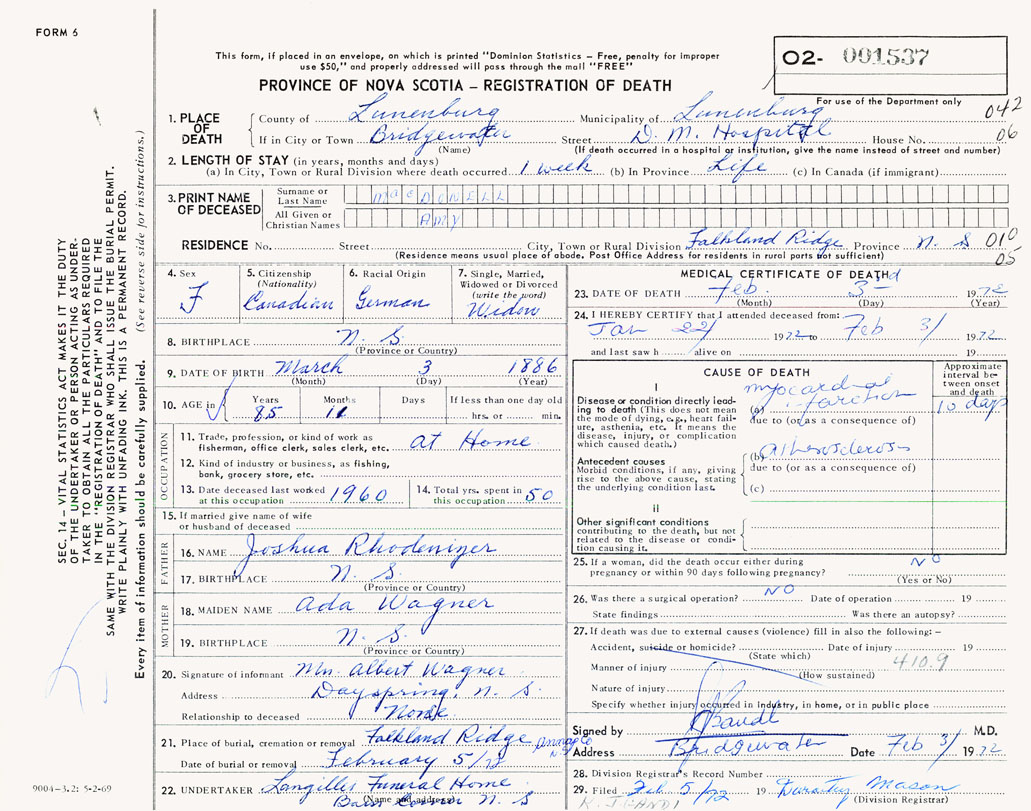 FORM 6
This form, if placed in an envelope, on which is printed "Dominion Statistics – Free, penalty for improper
use $50," and properly addressed will pass through the mail "FREE"
O2- 001537
PROVINCE OF NOVA SCOTIA – REGISTRATION OF DEATH
For use of the Department only
1. PLACE OF DEATH
County of Lunenburg Municipality of Lunenburg 042
If in City or Town Bridgewater Street D. M. Hospital House No. 06
(Name) (If death occurred in a hospital or institution, give the name instead of street and number)
2. LENGTH OF STAY (in years, months and days)
(a) In City, Town or Rural Division where death occurred 1 week (b) In Province Life (c) In Canada (if immigrant)
3. PRINT NAME OF DECEASED
Surname or Last Name MacDONELL
All Given or Christian Names AMY
RESIDENCE No. Street City, Town or Rural Division Falkland Ridge Province N. S 010
(Residence means usual place of abode. Post Office Address for residents in rural parts not sufficient) 05
4. Sex F
5. Citizenship (Nationality) Canadian
6. Racial Origin German
7. Single, Married, Widowed or Divorced (write the word) Widow
8. BIRTHPLACE N. S.
(Province or Country)
9. DATE OF BIRTH March 3 1886
(Month) (Day) (Year)
10. AGE in Years 85 Months 11 Days If less than one day old hrs. or min.
OCCUPATION
11. Trade, profession, or kind of work as
fisherman, office clerk, sales clerk, etc. at Home.
12. Kind of industry or business, as fishing,
bank, grocery store, etc.
13. Date deceased last worked at this occupation 1960
14. Total yrs. spent in this occupation 50
15. If married give name of wife
or husband of deceased
FATHER
16. NAME Joshua Rhodenizer
17. BIRTHPLACE N. S.
(Province or Country)
MOTHER
18. MAIDEN NAME Ada Wagner
19. BIRTHPLACE N. S.
(Province or Country)
20. Signature of informant Mrs. Albert Wagner
Address Dayspring, N. S.
Relationship to deceased None
21. Place of burial, cremation or removal Falkland Ridge
Date of burial or removal February 5/72
22. UNDERTAKER Langilles Funeral Home
(Name and address) N. S
MEDICAL CERTIFICATE OF DEATH
23. DATE OF DEATH Feb. 3 1972
(Month) (Day) (Year)
24. I HEREBY CERTIFY that I attended deceased from:
Jan 22/ 1972 to Feb 3/ 1972
and last saw h alive on 19
CAUSE OF DEATH
Approximate interval between onset and death
I
Disease or condition directly leading to death (This does not mean
the mode of dying, e.g., heart failure, asthenia, etc. It means the
disease, injury, or complication
which caused death.)
(a) myocardial infarction 10 days
due to (or as a consequence of)
Antecedent causes
Morbid conditions, if any, giving
rise to the above cause, stating
the underlying condition last.
(b) atherosclerosis
due to (or as a consequence of)
(c)
II
Other significant conditions
contributing to the death, but not
related to the disease or condition causing it.
25. If a woman, did the death occur either during
pregnancy or within 90 days following pregnancy? NO
(Yes or No)
26. Was there a surgical operation? NO Date of operation 19
State findings Was there an autopsy?
27. If death was due to external causes (violence) fill in also the following: –
Accident, suicide or homicide? Date of injury 19
(State which) 410.9
Manner of injury
(How sustained)
Nature of injury
Specify whether injury occurred in industry, in home, or in public place
Signed by M.D.
Address Bridgewater Date Feb 3/ 1972
28. Division Registrar's Record Number
29. Filed Feb. 5/72 19 Mason
(Division Registrar)
SEC. 14 – VITAL STATISTICS ACT MAKES IT THE DUTY
OF THE UNDERTAKER OR PERSON ACTING AS UNDER-
TAKER TO OBTAIN ALL THE PARTICULARS REQUIRED
IN THE "REGISTRATION OF DEATH" AND TO FILE THE
SAME WITH THE DIVISION REGISTRAR WHO SHALL ISSUE THE BURIAL PERMIT.
WRITE PLAINLY WITH UNFADING INK. THIS IS A PERMANENT RECORD.
Every item of information should be carefully supplied. (See reverse side for instructions.)
9004-3.2: 5-2-69